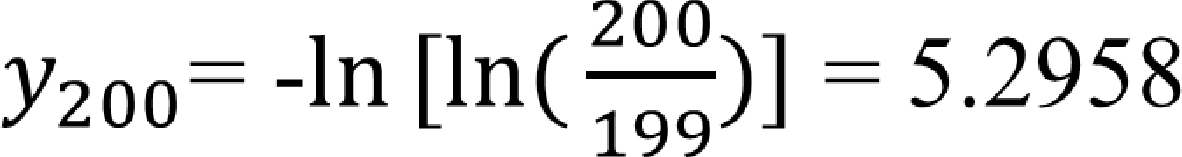 y₂₀₀= -ln [ln(200/199)] = 5.2958